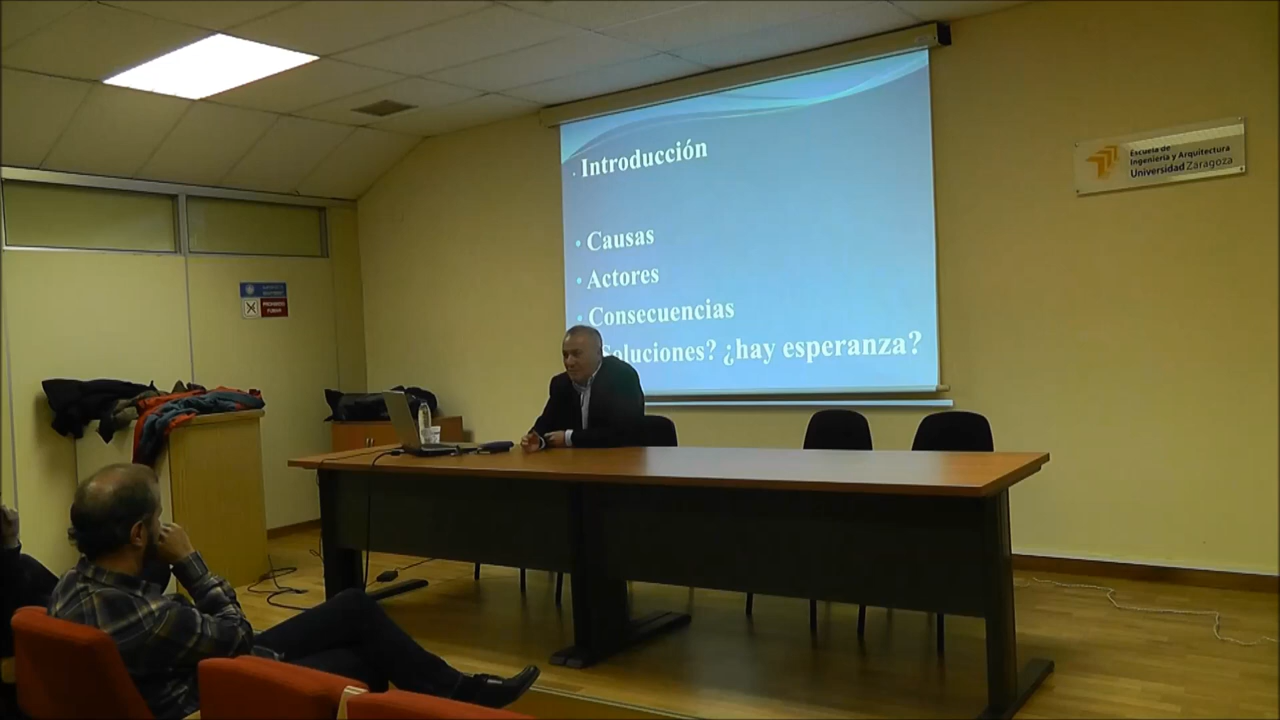 Introducción
Causas
Actores
Consecuencias
Soluciones? ¿hay esperanza?
Escuela de
Ingeniería y Arquitectura
Universidad Zaragoza